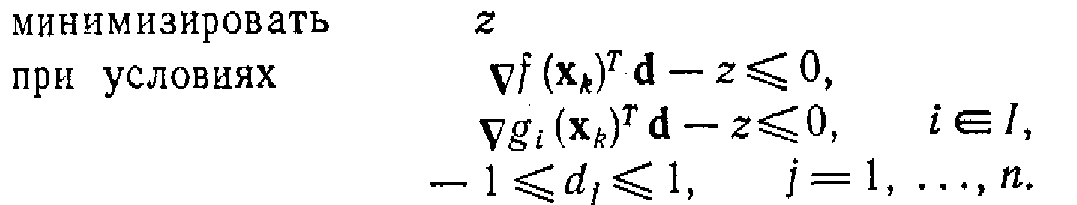 минимизировать z
при условиях ∇f (x_k)^T d — z ⩽ 0,
∇g_i (x_k)^T d — z ⩽ 0, i ∈ I,
— 1 ⩽ d_j ⩽ 1, j = 1, ..., n.